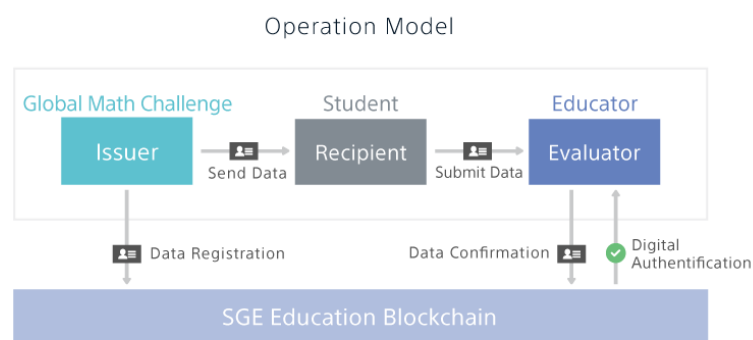 Operation Model
Global Math Challenge
Student
Educator
Issuer
Recipient
Evaluator
Send Data
Submit Data
Data Registration
Data Confirmation
Digital
Authentification
SGE Education Blockchain